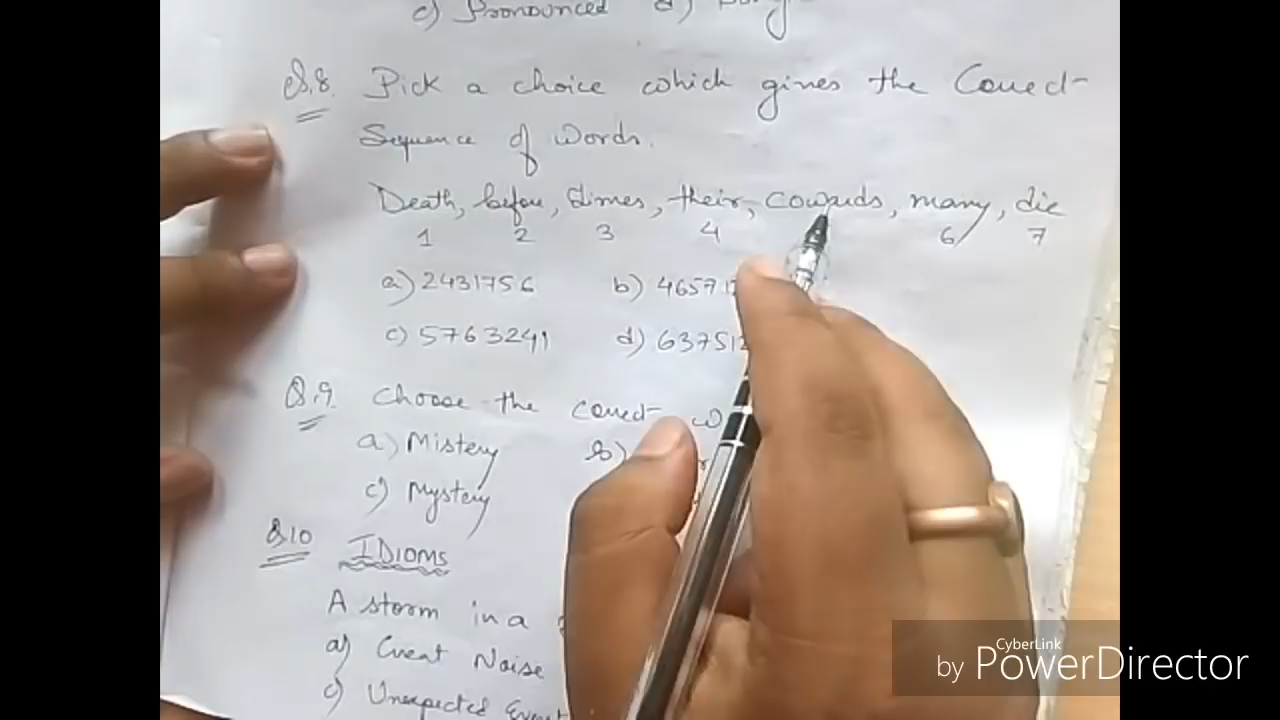 c) Pronounced d)
Q.8. Pick a choice which gives the Correct
Sequence of Words.
Death, before, times, their, cowards, many, die
1 2 3 4 6 7
a) 2431756 b) 46571
c) 5763241 d) 63751
Q.9. Choose the correct w
a) Mistery b)
c) Mystery
Q.10 IDIOMS
A storm in a
a) Great Noise
c) Unexpected Event
CyberLink
by PowerDirector